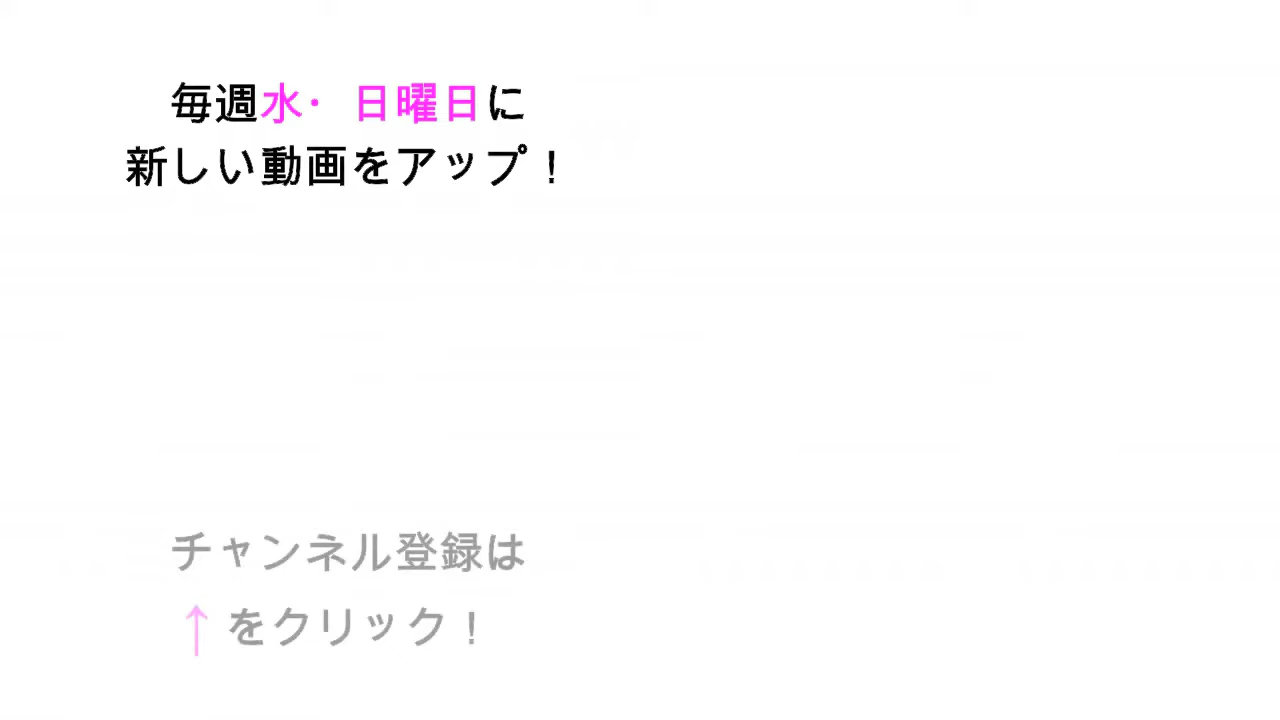 毎週水・日曜日に
新しい動画をアップ！
チャンネル登録は
↑をクリック！